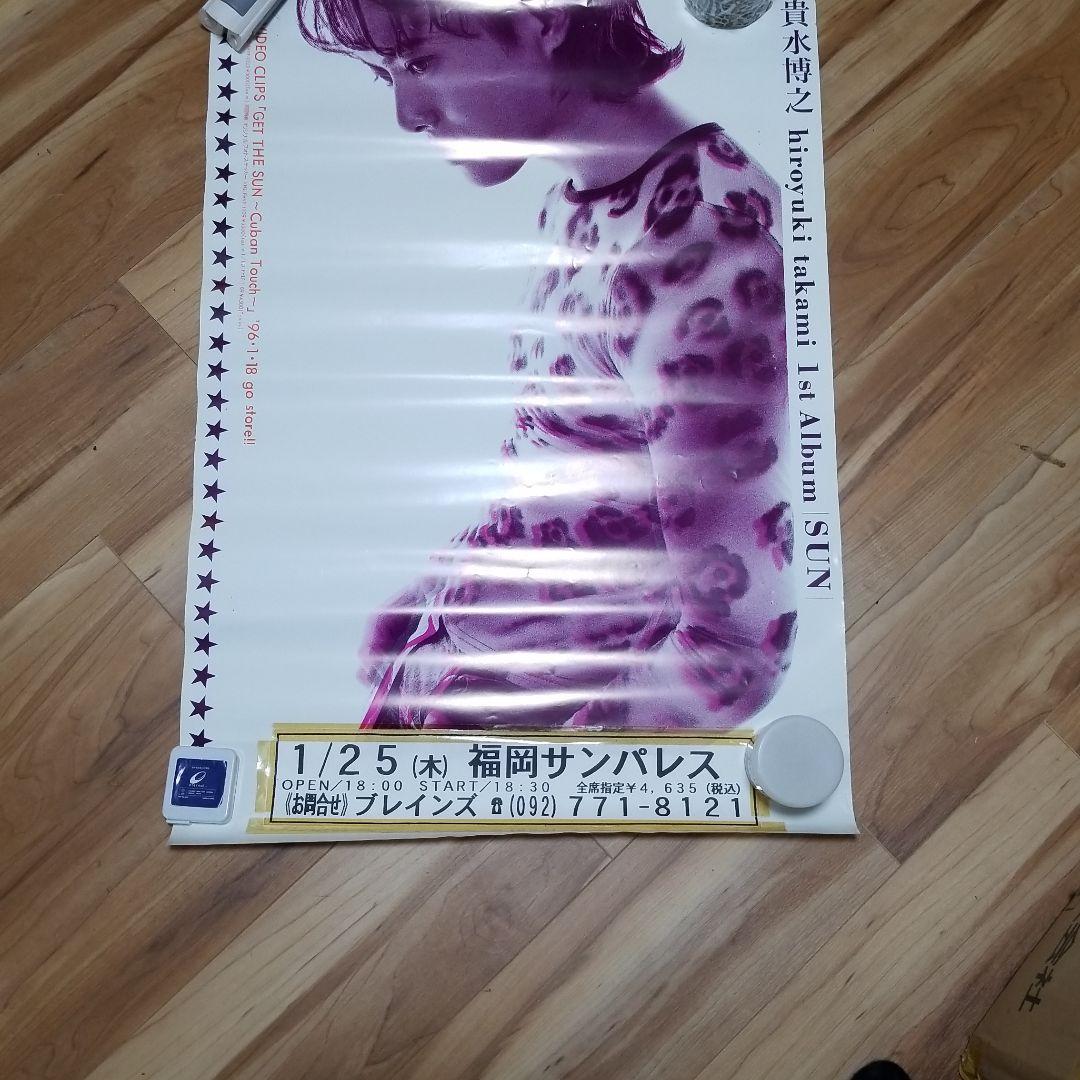 貴水博之 hiroyuki takami 1st Album |SUN|
VIDEO CLIPS「GET THE SUN ~Cuban Touch~」'96・1・18 go store!!
1/25(木) 福岡サンパレス
OPEN/18:00 START/18:30 全席指定¥4,635(税込)
《お問合せ》ブレインズ ☎(092) 771-8121